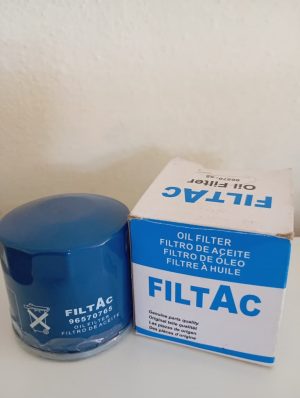 FILTAC
Oil Filter
FILTAC
96570765
OIL FILTER
FILTRO DE ACEITE
OIL FILTER
FILTRO DE ACEITE
FILTRO DE ÓLEO
FILTRE À HUILE
FILTAC
Genuine parts quality
Original teile qualität
Las piezas de origen
Des pièces d'origine